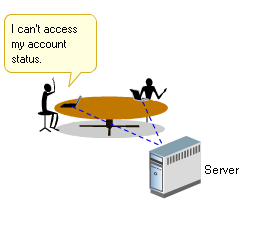 I can't access
my account
status.
Server